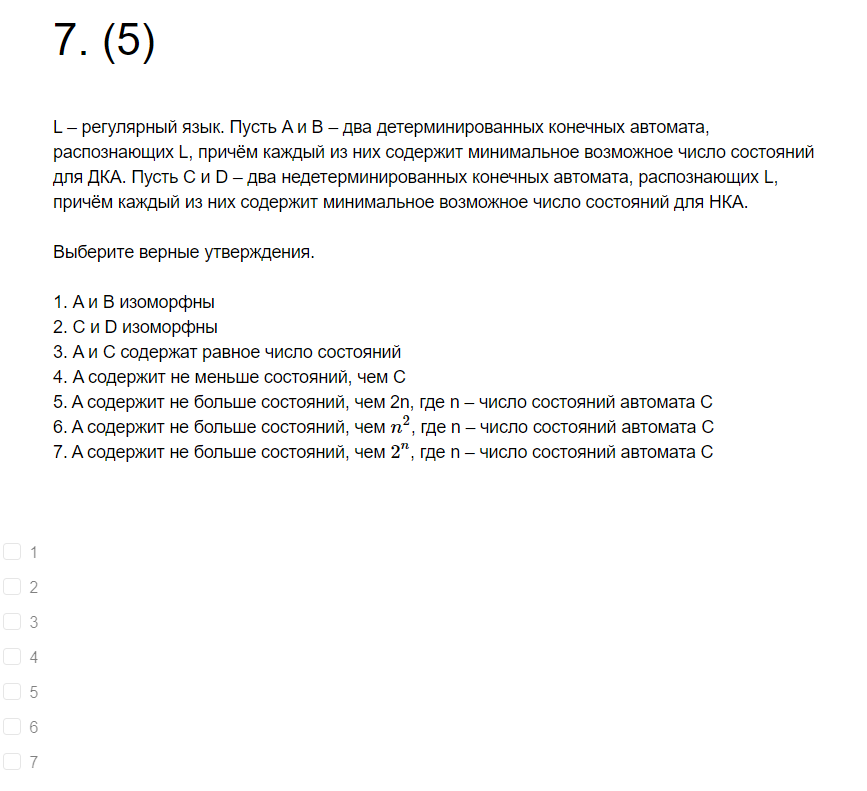 7. (5)
L – регулярный язык. Пусть A и B – два детерминированных конечных автомата,
распознающих L, причём каждый из них содержит минимальное возможное число состояний
для ДКА. Пусть C и D – два недетерминированных конечных автомата, распознающих L,
причём каждый из них содержит минимальное возможное число состояний для НКА.
Выберите верные утверждения.
1. A и B изоморфны
2. C и D изоморфны
3. A и C содержат равное число состояний
4. A содержит не меньше состояний, чем C
5. A содержит не больше состояний, чем 2n, где n – число состояний автомата C
6. A содержит не больше состояний, чем n², где n – число состояний автомата C
7. A содержит не больше состояний, чем 2ⁿ, где n – число состояний автомата C
1
2
3
4
5
6
7